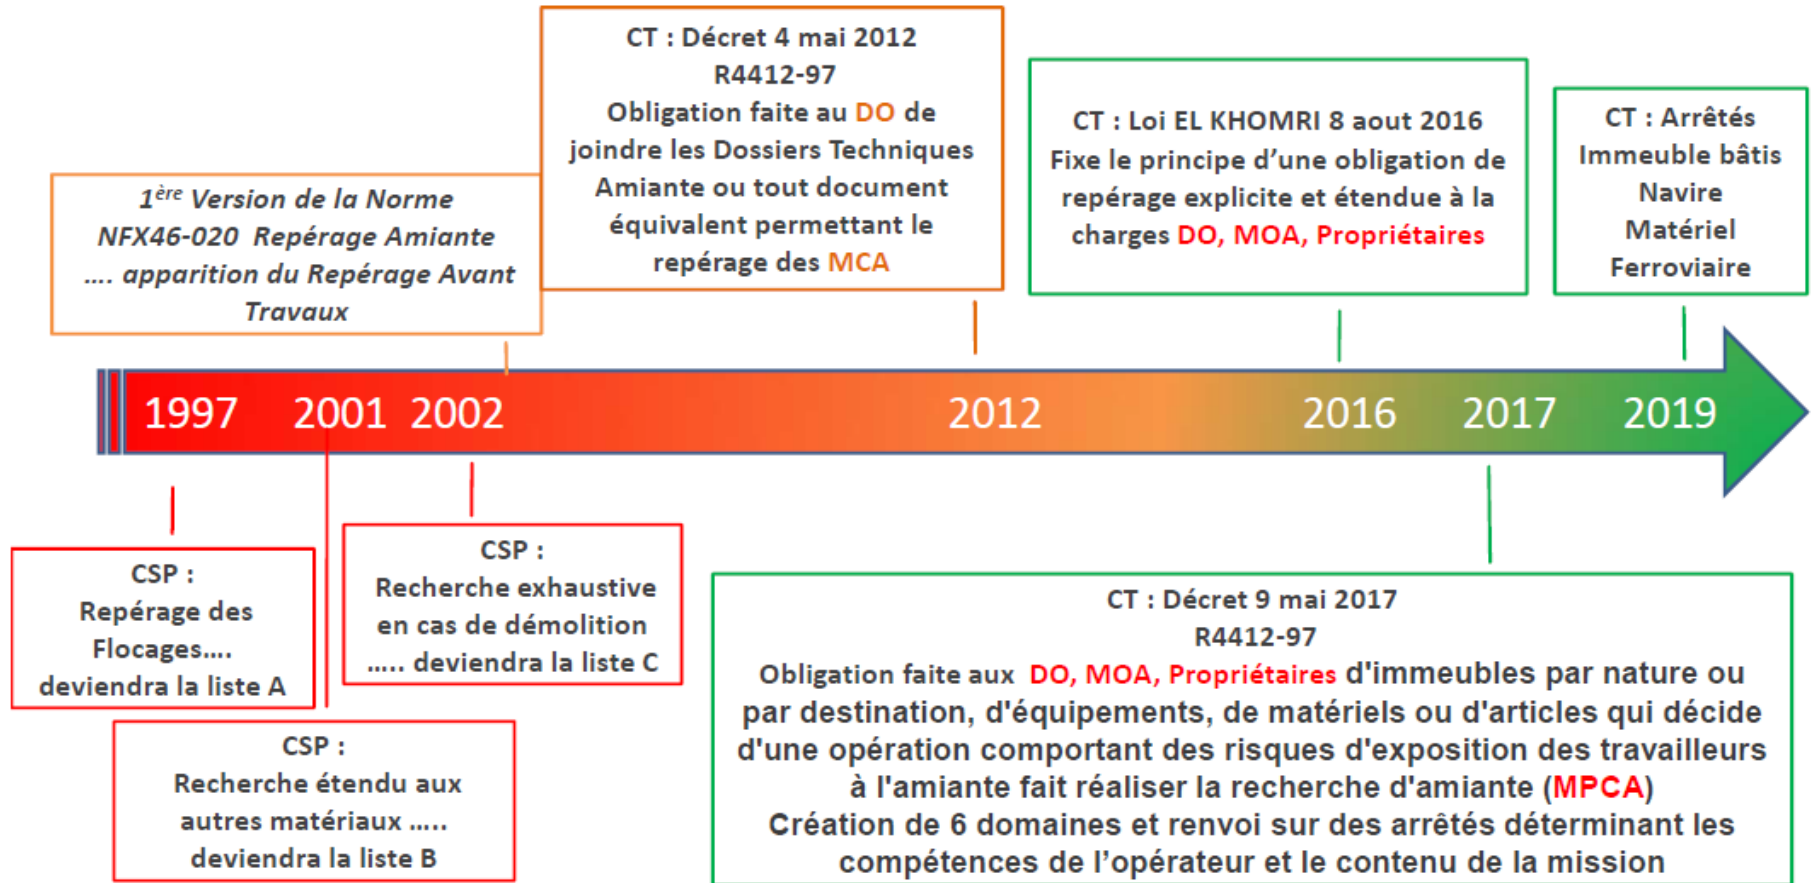 CT : Décret 4 mai 2012
R4412-97
Obligation faite au DO de
joindre les Dossiers Techniques
Amiante ou tout document
équivalent permettant le
repérage des MCA
CT : Loi EL KHOMRI 8 aout 2016
Fixe le principe d’une obligation de
repérage explicite et étendue à la
charges DO, MOA, Propriétaires
CT : Arrêtés
Immeuble bâtis
Navire
Matériel
Ferroviaire
1ère Version de la Norme
NFX46-020 Repérage Amiante
.... apparition du Repérage Avant
Travaux
1997 2001 2002 2012 2016 2017 2019
CSP :
Repérage des
Flocages....
deviendra la liste A
CSP :
Recherche exhaustive
en cas de démolition
..... deviendra la liste C
CSP :
Recherche étendu aux
autres matériaux .....
deviendra la liste B
CT : Décret 9 mai 2017
R4412-97
Obligation faite aux DO, MOA, Propriétaires d'immeubles par nature ou
par destination, d'équipements, de matériels ou d'articles qui décide
d'une opération comportant des risques d'exposition des travailleurs
à l'amiante fait réaliser la recherche d'amiante (MPCA)
Création de 6 domaines et renvoi sur des arrêtés déterminant les
compétences de l’opérateur et le contenu de la mission